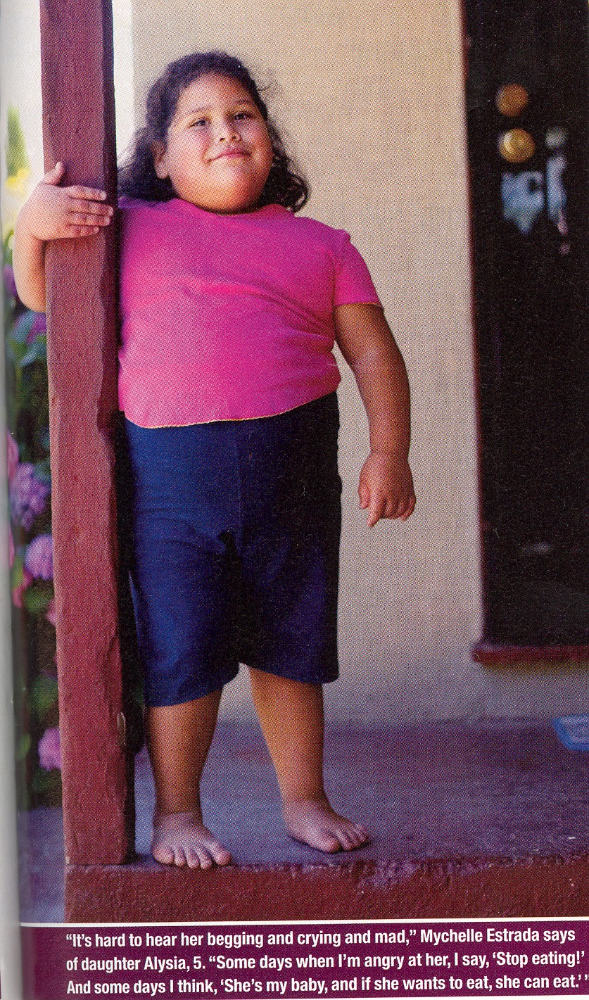 “It’s hard to hear her begging and crying and mad,” Mychelle Estrada says
of daughter Alysia, 5. “Some days when I’m angry at her, I say, ‘Stop eating!’
And some days I think, ‘She’s my baby, and if she wants to eat, she can eat.’ ”